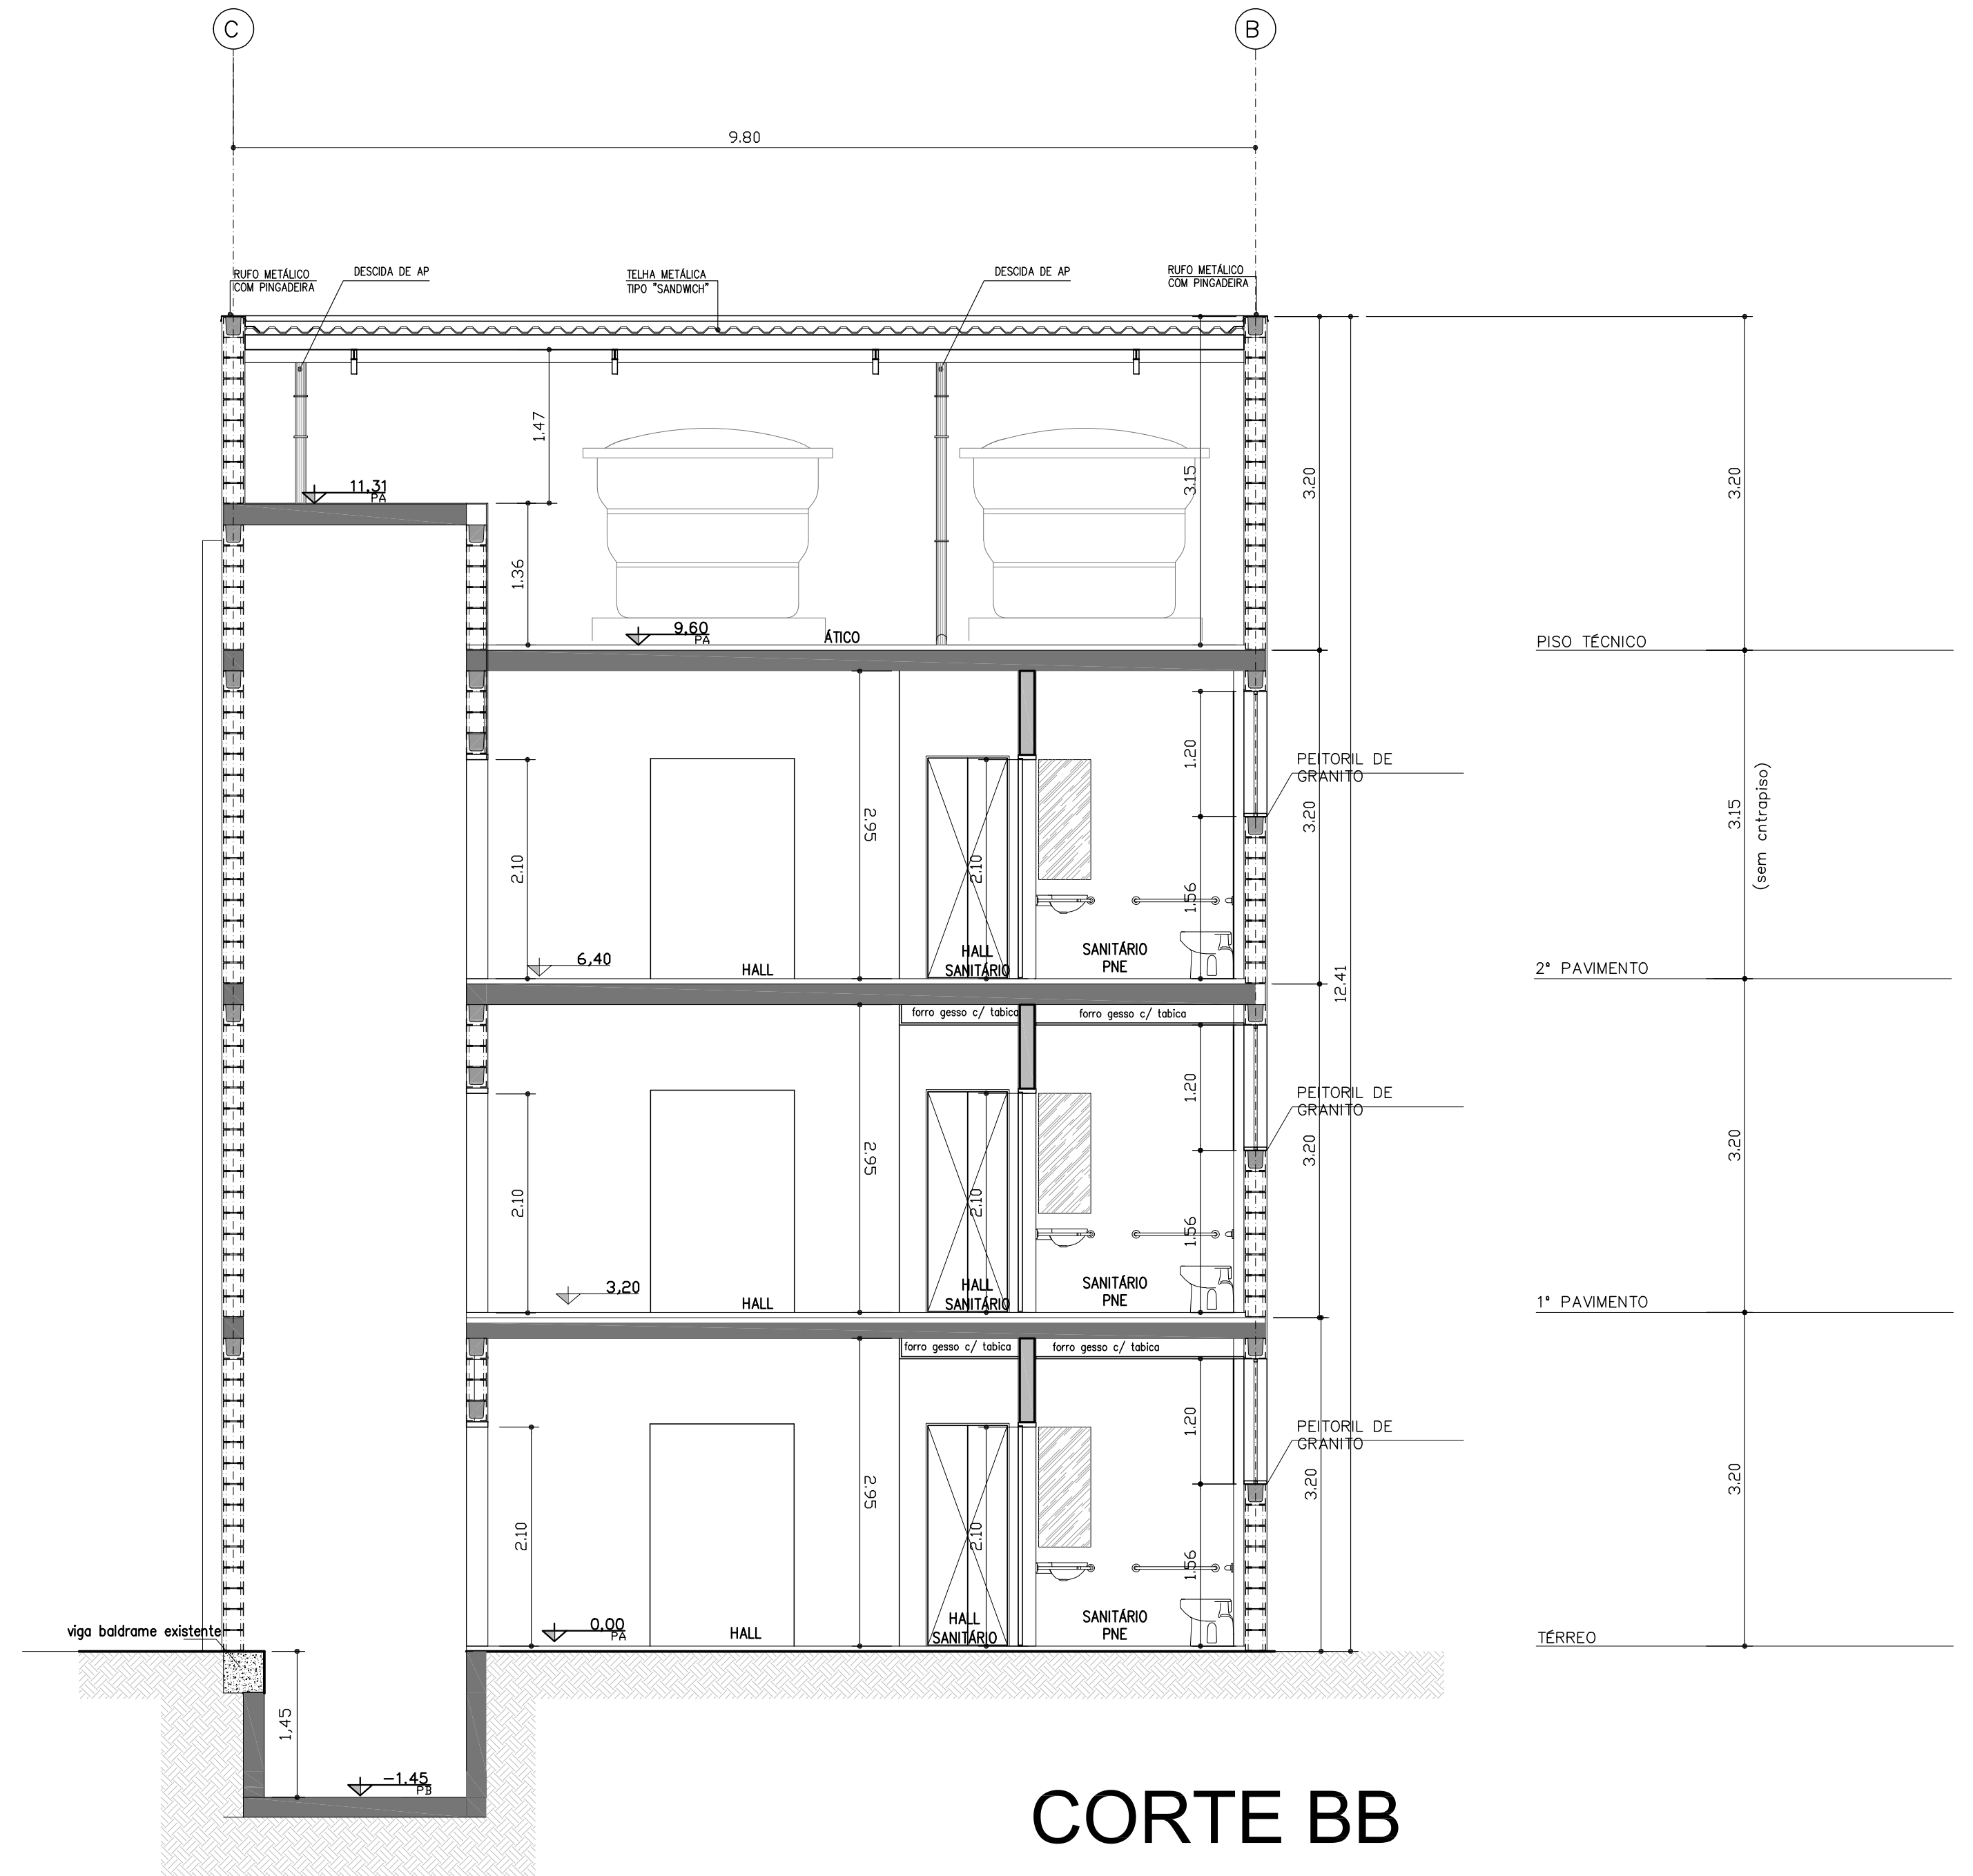 C
B
9.80
RUFO METÁLICO
COM PINGADEIRA
DESCIDA DE AP
TELHA METÁLICA
TIPO "SANDWICH"
DESCIDA DE AP
RUFO METÁLICO
COM PINGADEIRA
1.47
3.15
3.20
3.20
11,31
PA
1.36
9,60
PA
ÁTICO
PISO TÉCNICO
1.20
PEITORIL DE
GRANITO
2.95
3.20
3.15
(sem cntrapiso)
2.10
2.10
1.56
6,40
HALL
HALL
SANITÁRIO
SANITÁRIO
PNE
2º PAVIMENTO
12.41
forro gesso c/ tabica
forro gesso c/ tabica
1.20
PEITORIL DE
GRANITO
2.95
3.20
3.20
2.10
2.10
1.56
3,20
HALL
HALL
SANITÁRIO
SANITÁRIO
PNE
1º PAVIMENTO
forro gesso c/ tabica
forro gesso c/ tabica
1.20
PEITORIL DE
GRANITO
2.95
3.20
3.20
2.10
2.10
1.56
0,00
PA
HALL
HALL
SANITÁRIO
SANITÁRIO
PNE
viga baldrame existente
TÉRREO
1,45
-1.45
PB
CORTE BB